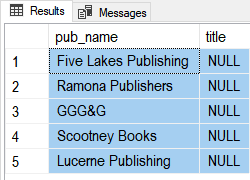 Results Messages
pub_name title
1 Five Lakes Publishing NULL
2 Ramona Publishers NULL
3 GGG&G NULL
4 Scootney Books NULL
5 Lucerne Publishing NULL